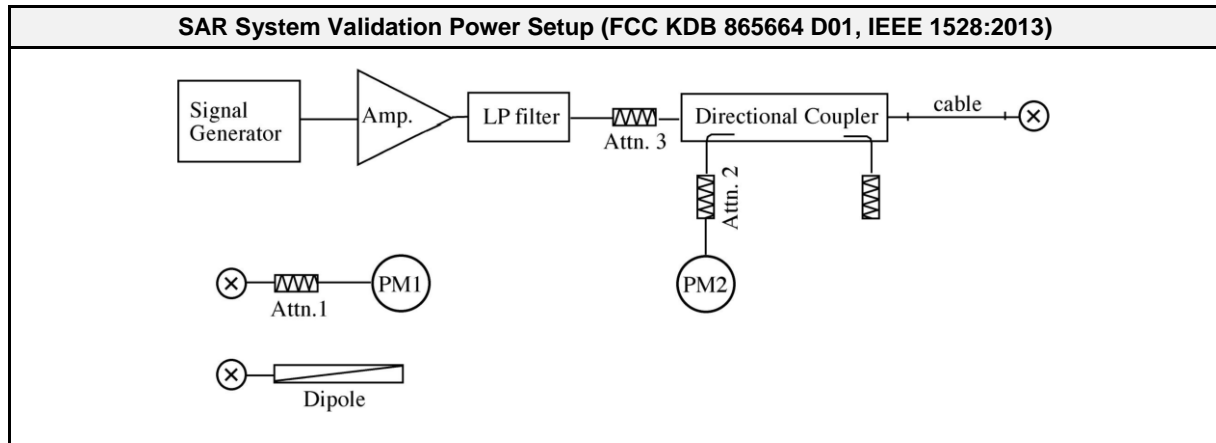 SAR System Validation Power Setup (FCC KDB 865664 D01, IEEE 1528:2013)
Signal
Generator
Amp.
LP filter
Attn. 3
Directional Coupler
cable
Attn. 2
PM1
Attn.1
PM2
Dipole